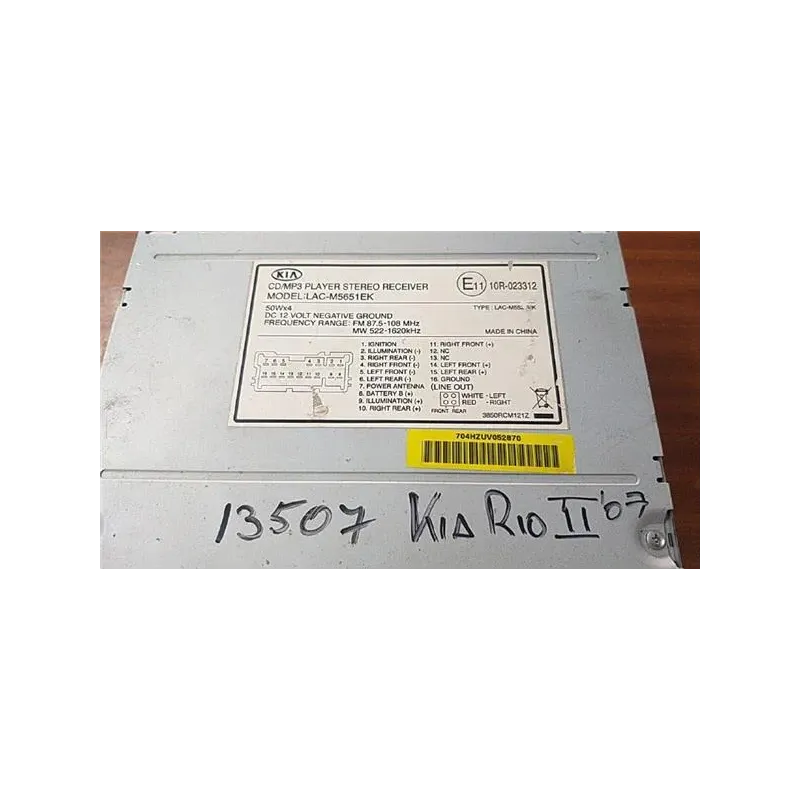 KIA
CD/MP3 PLAYER STEREO RECEIVER
MODEL:LAC-M5651EK
E11 10R-023312
50Wx4
DC 12 VOLT NEGATIVE GROUND
FREQUENCY RANGE: FM 87.5-108 MHz
MW 522-1620kHz
TYPE : 
MADE IN CHINA
1. IGNITION
2. ILLUMINATION (-)
3. RIGHT REAR (-)
4. RIGHT FRONT (-)
5. LEFT FRONT (-)
6. LEFT REAR (-)
7. POWER ANTENNA
8. BATTERY B (+)
9. ILLUMINATION (+)
10. RIGHT REAR (+)
11. RIGHT FRONT (+)
12. NC
13. NC
14. LEFT FRONT (+)
15. LEFT REAR (+)
16. GROUND
(LINE OUT)
WHITE - LEFT
RED - RIGHT
FRONT REAR
3850RCM121Z
704HZUV052870
13507 KIA RIO II '07